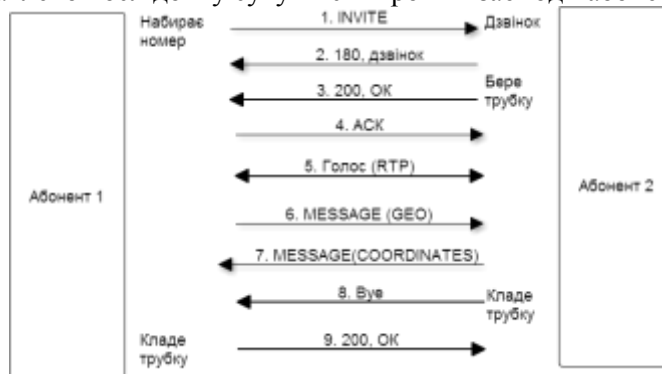 Набирає
номер
1. INVITE
Дзвінок
2. 180, дзвінок
3. 200, ОК
Бере
трубку
4. ACK
5. Голос (RTP)
Абонент 1
Абонент 2
6. MESSAGE (GEO)
7. MESSAGE(COORDINATES)
8. Bye
Кладе
трубку
Кладе
трубку
9. 200, ОК